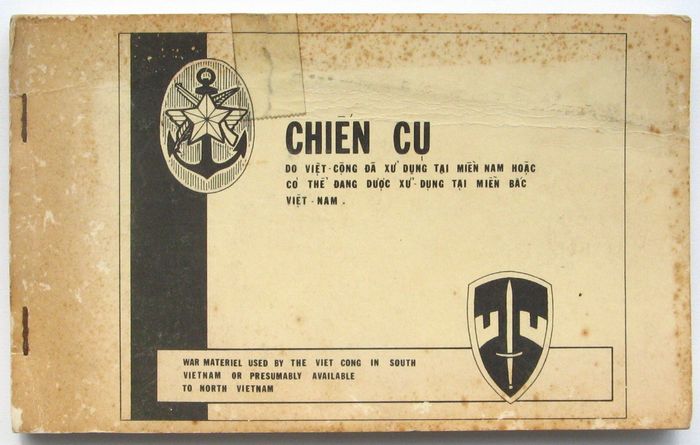 CHIẾN CỤ
DO VIỆT-CỘNG ĐÃ XỬ DỤNG TẠI MIỀN NAM HOẶC
CÓ THỂ ĐANG ĐƯỢC XỬ-DỤNG TẠI MIỀN BẮC
VIỆT-NAM.
WAR MATERIEL USED BY THE VIET CONG IN SOUTH
VIETNAM OR PRESUMABLY AVAILABLE
TO NORTH VIETNAM